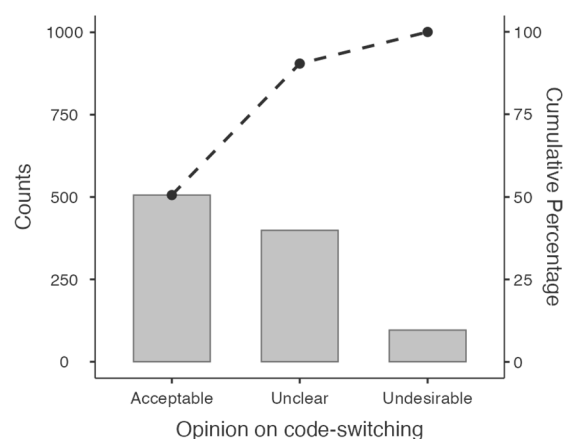 1000
750
500
250
0
Counts
100
75
50
25
0
Cumulative Percentage
Acceptable
Unclear
Undesirable
Opinion on code-switching